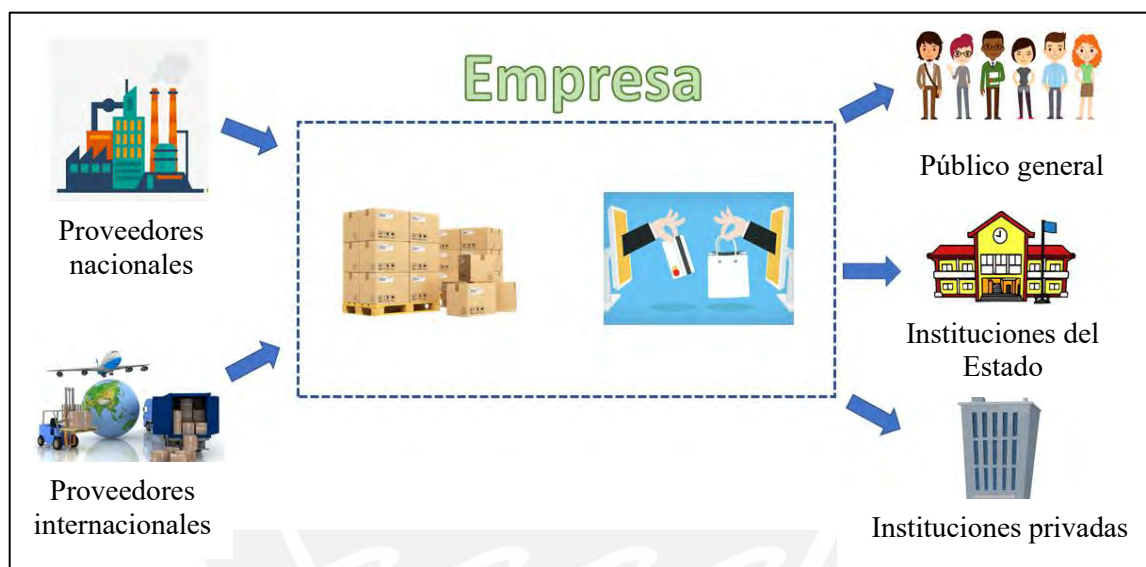 Empresa
Proveedores
nacionales
Proveedores
internacionales
Público general
Instituciones del
Estado
Instituciones privadas